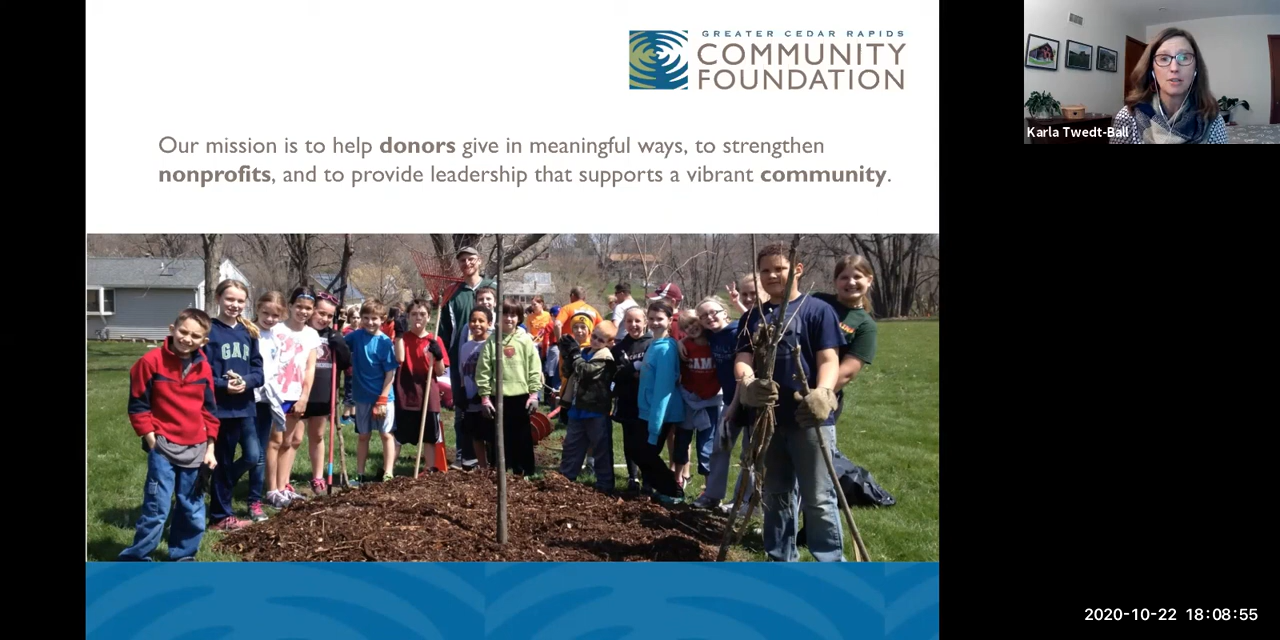 GREATER CEDAR RAPIDS
COMMUNITY
FOUNDATION
Karla Twedt-Ball
Our mission is to help donors give in meaningful ways, to strengthen
nonprofits, and to provide leadership that supports a vibrant community.
GAP
2020-10-22 18:08:55